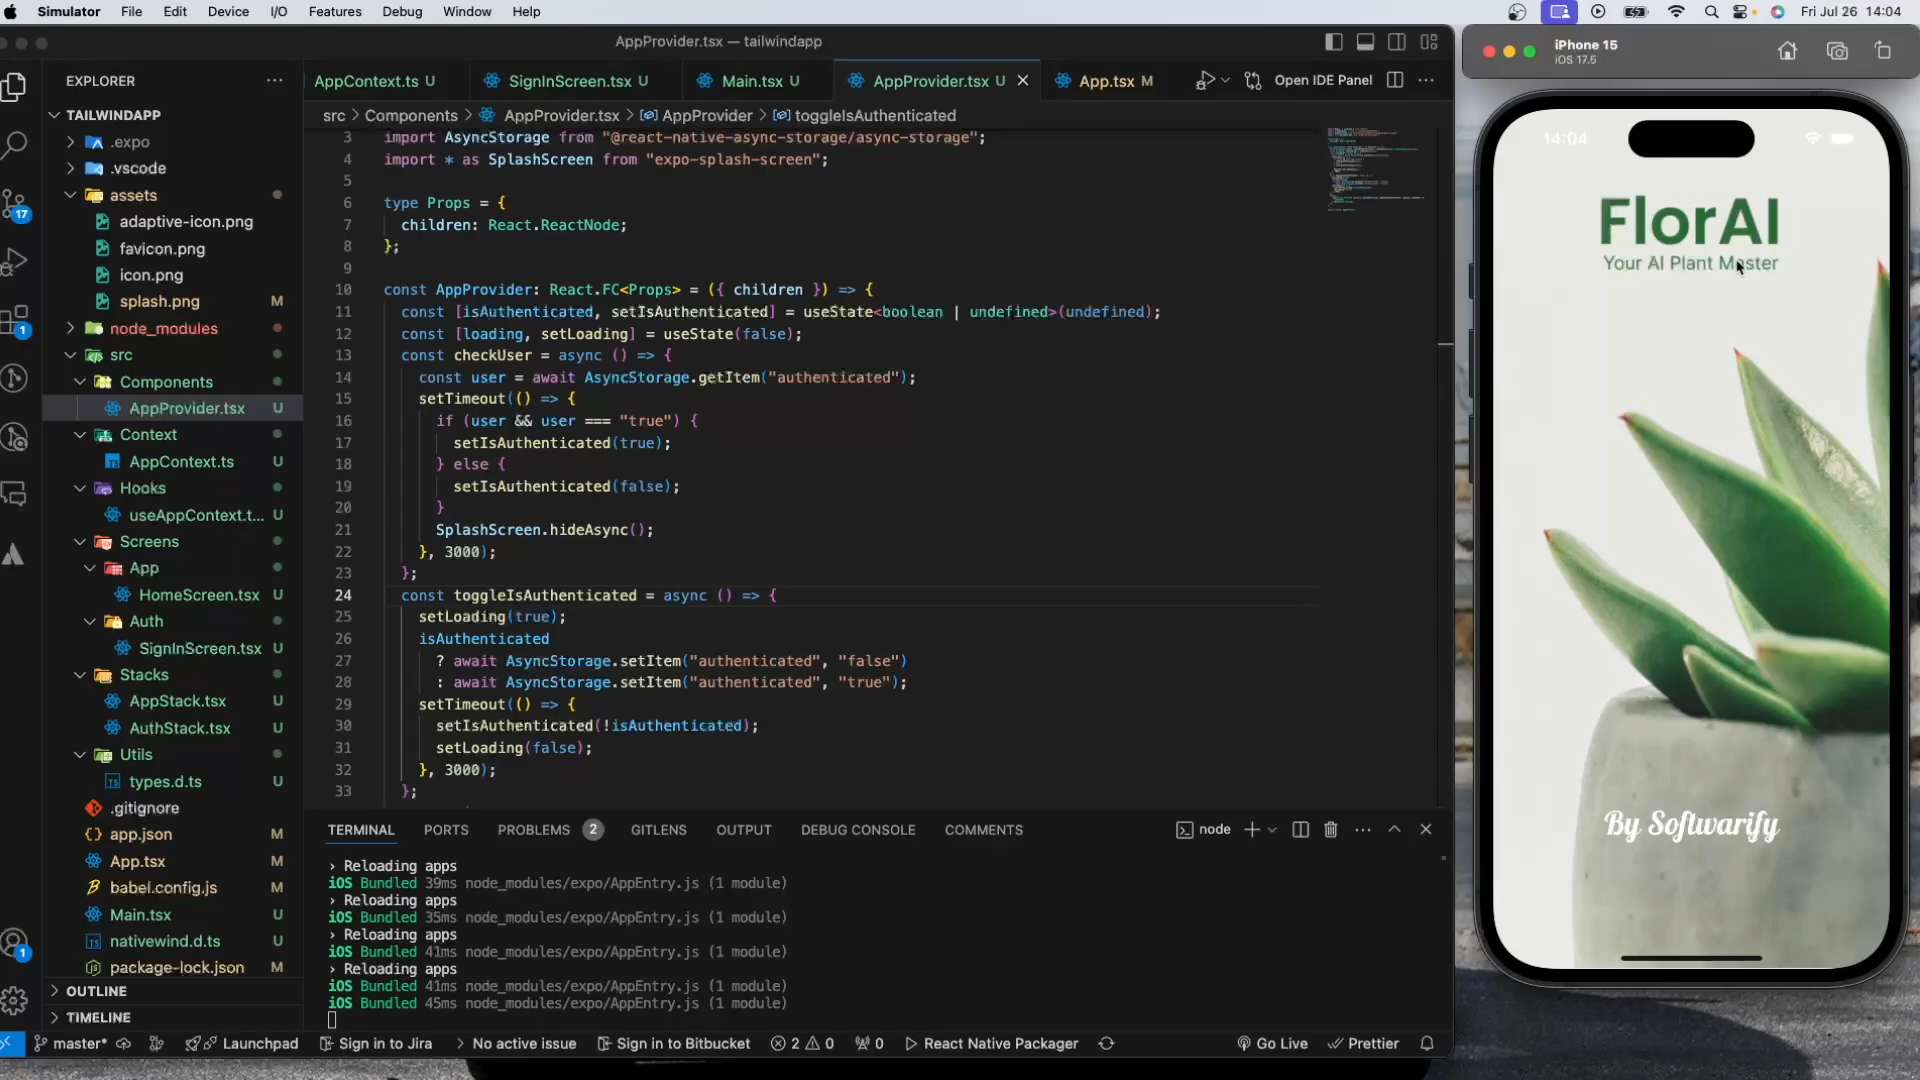 Simulator File Edit Device I/O Features Debug Window Help Fri Jul 26 14:04
AppProvider.tsx — tailwindapp
iPhone 15
iOS 17.5
EXPLORER
AppContext.ts U SignInScreen.tsx U Main.tsx U AppProvider.tsx U App.tsx M Open IDE Panel
src > Components > AppProvider.tsx > AppProvider > toggleIsAuthenticated
TAILWINDAPP
.expo
.vscode
assets
adaptive-icon.png
favicon.png
icon.png
splash.png M
node_modules
src
Components
AppProvider.tsx U
Context
AppContext.ts U
Hooks
useAppContext.t... U
Screens
App
HomeScreen.tsx U
Auth
SignInScreen.tsx U
Stacks
AppStack.tsx U
AuthStack.tsx U
Utils
types.d.ts U
.gitignore
app.json M
App.tsx M
babel.config.js M
Main.tsx U
nativewind.d.ts U
package-lock.json M
OUTLINE
TIMELINE
17
1
1
3 import AsyncStorage from "@react-native-async-storage/async-storage";
4 import * as SplashScreen from "expo-splash-screen";
5
6 type Props = {
7 children: React.ReactNode;
8 };
9
10 const AppProvider: React.FC<Props> = ({ children }) => {
11 const [isAuthenticated, setIsAuthenticated] = useState<boolean | undefined>(undefined);
12 const [loading, setLoading] = useState(false);
13 const checkUser = async () => {
14 const user = await AsyncStorage.getItem("authenticated");
15 setTimeout(() => {
16 if (user && user === "true") {
17 setIsAuthenticated(true);
18 } else {
19 setIsAuthenticated(false);
20 }
21 SplashScreen.hideAsync();
22 }, 3000);
23 };
24 const toggleIsAuthenticated = async () => {
25 setLoading(true);
26 isAuthenticated
27 ? await AsyncStorage.setItem("authenticated", "false")
28 : await AsyncStorage.setItem("authenticated", "true");
29 setTimeout(() => {
30 setIsAuthenticated(!isAuthenticated);
31 setLoading(false);
32 }, 3000);
33 };
TERMINAL PORTS PROBLEMS 2 GITLENS OUTPUT DEBUG CONSOLE COMMENTS node
› Reloading apps
iOS Bundled 39ms node_modules/expo/AppEntry.js (1 module)
› Reloading apps
iOS Bundled 35ms node_modules/expo/AppEntry.js (1 module)
› Reloading apps
iOS Bundled 41ms node_modules/expo/AppEntry.js (1 module)
› Reloading apps
iOS Bundled 41ms node_modules/expo/AppEntry.js (1 module)
iOS Bundled 45ms node_modules/expo/AppEntry.js (1 module)
master* Launchpad Sign in to Jira No active issue Sign in to Bitbucket 2 0 0 React Native Packager Go Live Prettier
14:04
FlorAI
Your AI Plant Master
By Softwarify